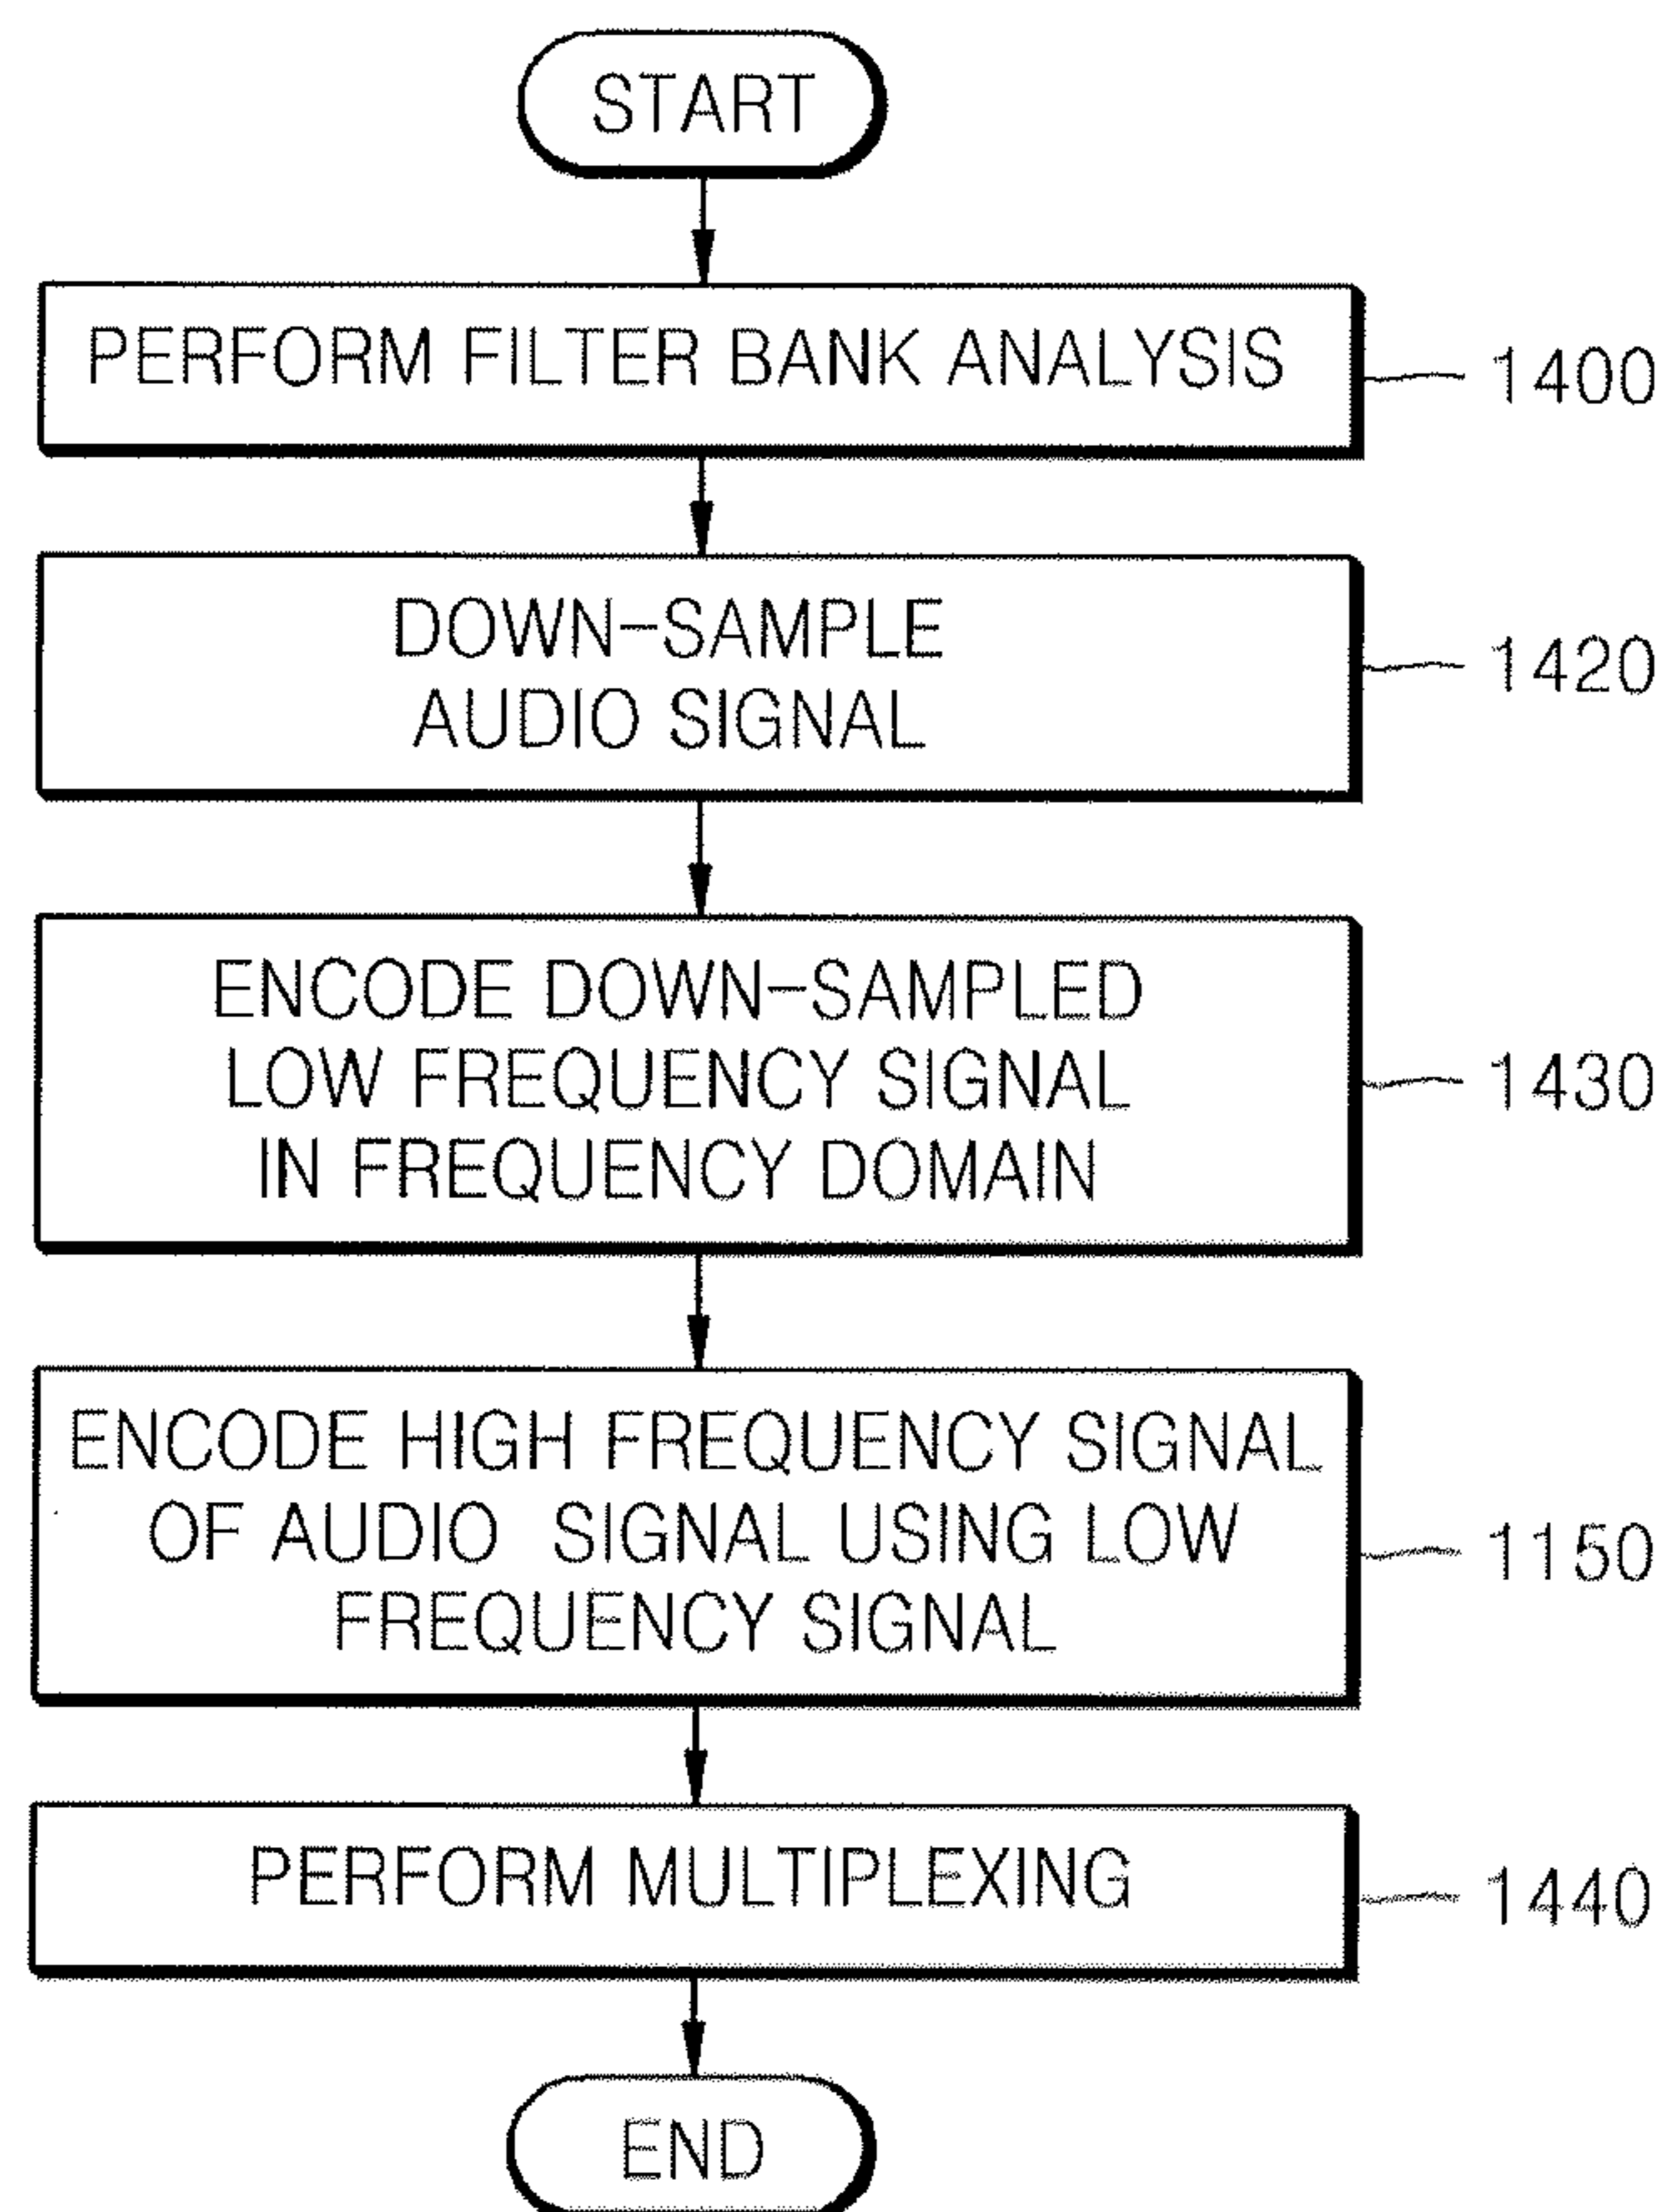 START
PERFORM FILTER BANK ANALYSIS
1400
DOWN-SAMPLE
AUDIO SIGNAL
1420
ENCODE DOWN-SAMPLED
LOW FREQUENCY SIGNAL
IN FREQUENCY DOMAIN
1430
ENCODE HIGH FREQUENCY SIGNAL
OF AUDIO SIGNAL USING LOW
FREQUENCY SIGNAL
1150
PERFORM MULTIPLEXING
1440
END